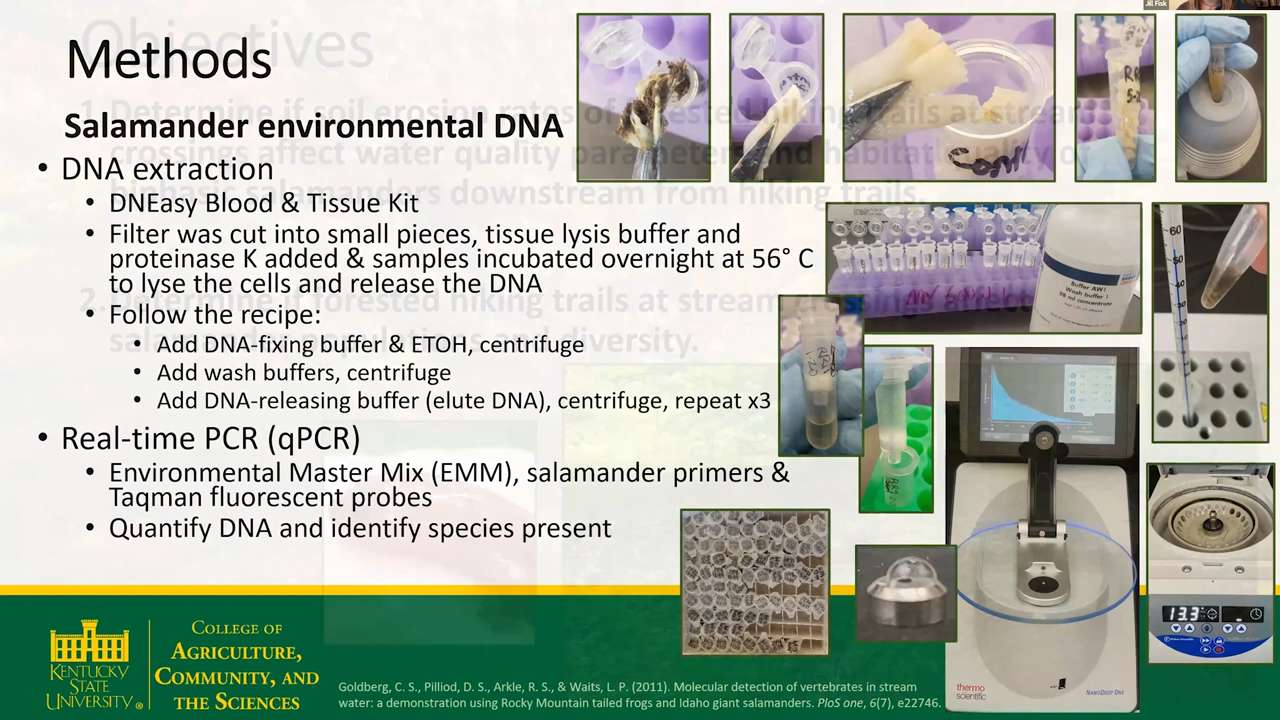 Jill Fisk
Objectives
Methods
1. Determine if soil erosion rates of forested hiking trails at stream
crossings affect water quality parameters and habitat quality of
biphasic salamanders downstream from hiking trails.
Salamander environmental DNA
• DNA extraction
• DNEasy Blood & Tissue Kit
• Filter was cut into small pieces, tissue lysis buffer and
proteinase K added & samples incubated overnight at 56° C
to lyse the cells and release the DNA
2. Determine if forested hiking trails at stream crossings affect
salamander populations and diversity.
• Follow the recipe:
• Add DNA-fixing buffer & ETOH, centrifuge
• Add wash buffers, centrifuge
• Add DNA-releasing buffer (elute DNA), centrifuge, repeat x3
• Real-time PCR (qPCR)
• Environmental Master Mix (EMM), salamander primers &
Taqman fluorescent probes
• Quantify DNA and identify species present
Buffer AW1
Wash buffer 1
98 ml concentrate
60
50
40
13.3
thermo
scientific
NANODROP ONE
KENTUCKY
STATE
UNIVERSITY®
COLLEGE OF
AGRICULTURE,
COMMUNITY, AND
THE SCIENCES
Goldberg, C. S., Pilliod, D. S., Arkle, R. S., & Waits, L. P. (2011). Molecular detection of vertebrates in stream
water: a demonstration using Rocky Mountain tailed frogs and Idaho giant salamanders. PloS one, 6(7), e22746.